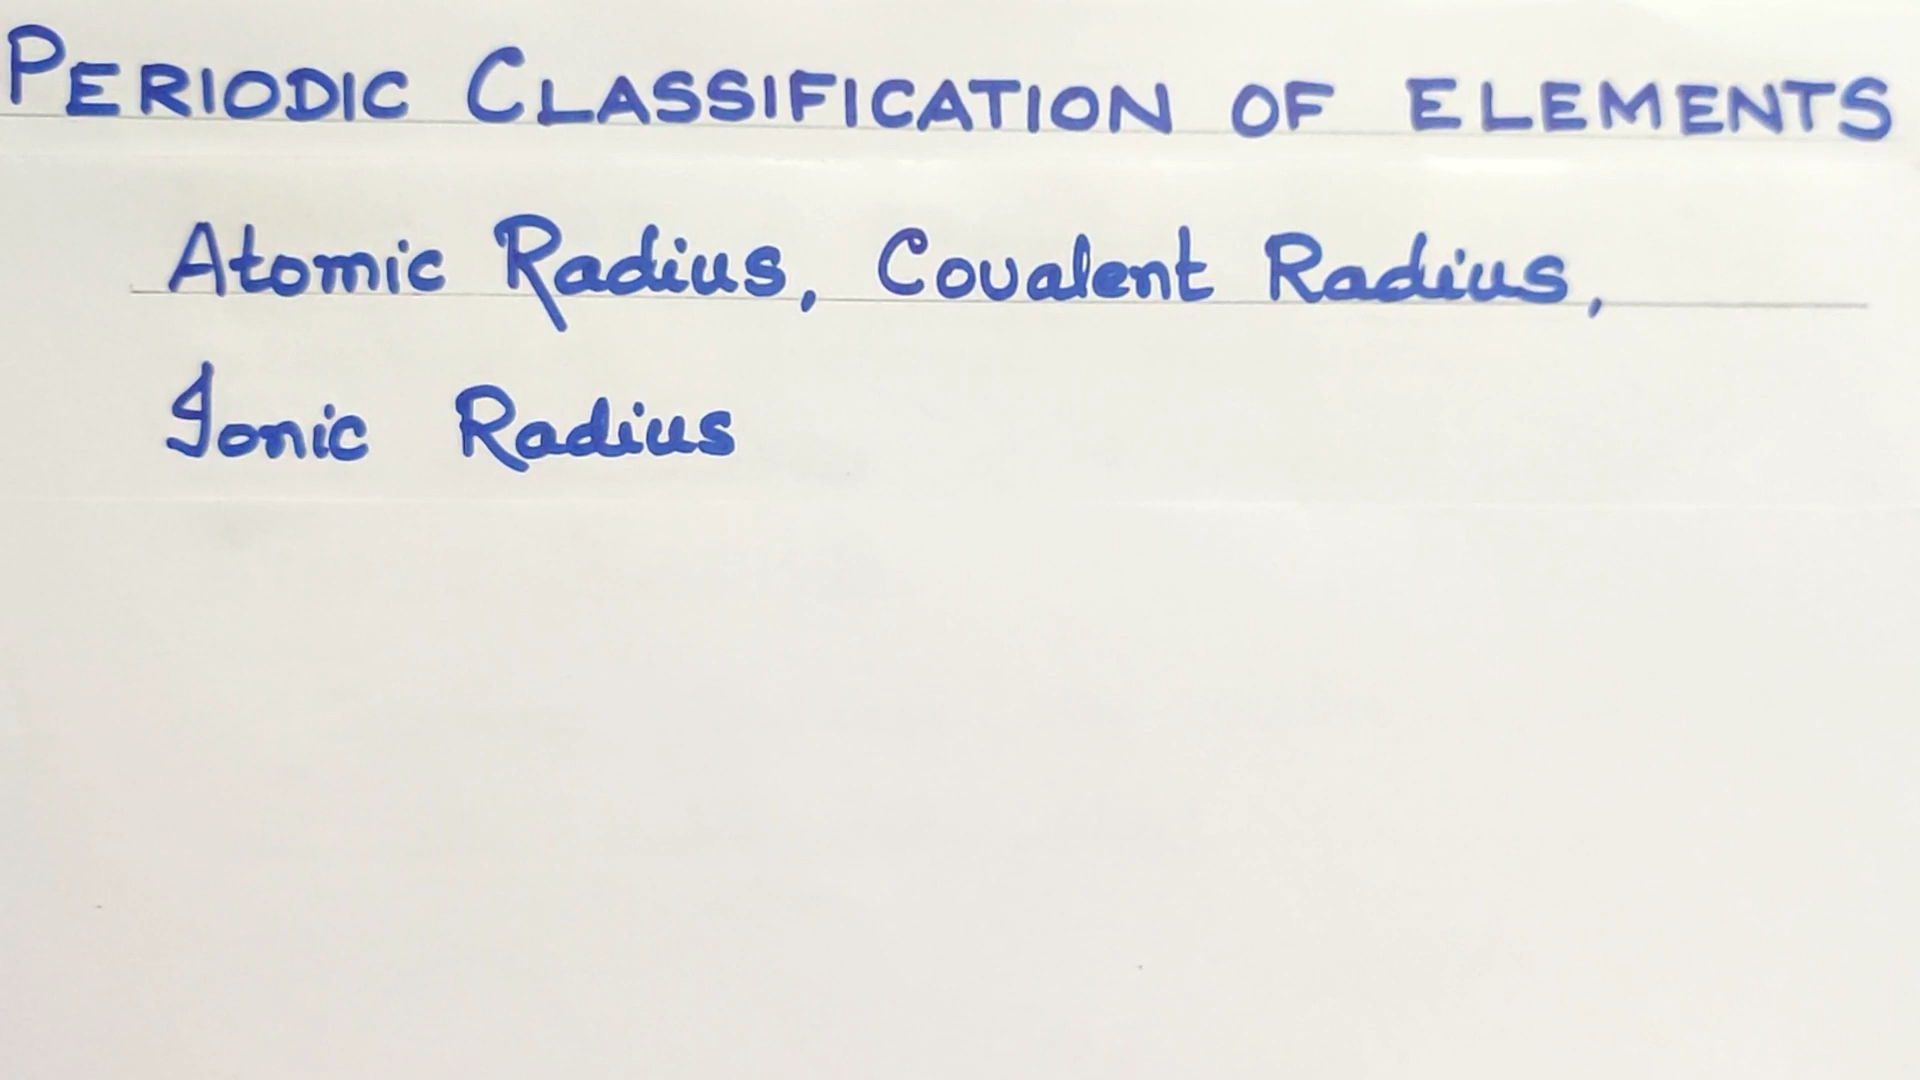 PERIODIC CLASSIFICATION OF ELEMENTS
Atomic Radius, Covalent Radius,
Ionic Radius